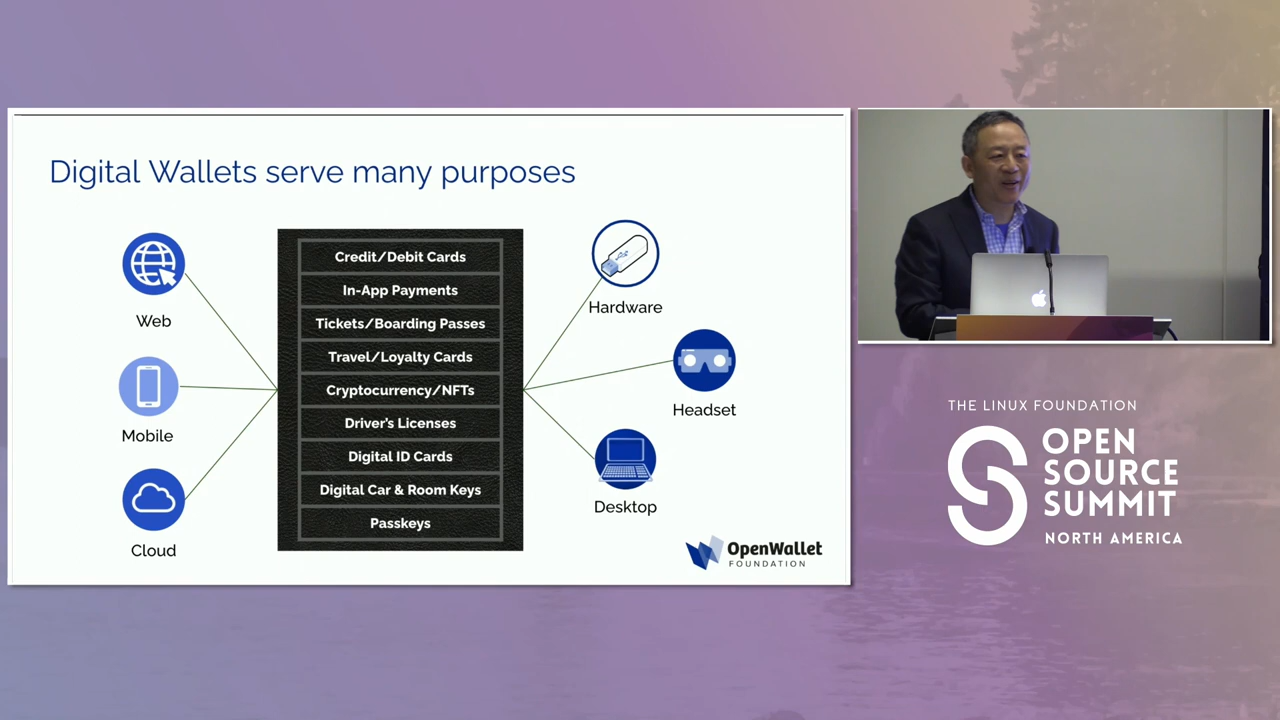 Digital Wallets serve many purposes
Web
Mobile
Cloud
Credit/Debit Cards
In-App Payments
Tickets/Boarding Passes
Travel/Loyalty Cards
Cryptocurrency/NFTs
Driver's Licenses
Digital ID Cards
Digital Car & Room Keys
Passkeys
Hardware
Headset
Desktop
OpenWallet
FOUNDATION
THE LINUX FOUNDATION
OPEN
SOURCE
SUMMIT
NORTH AMERICA